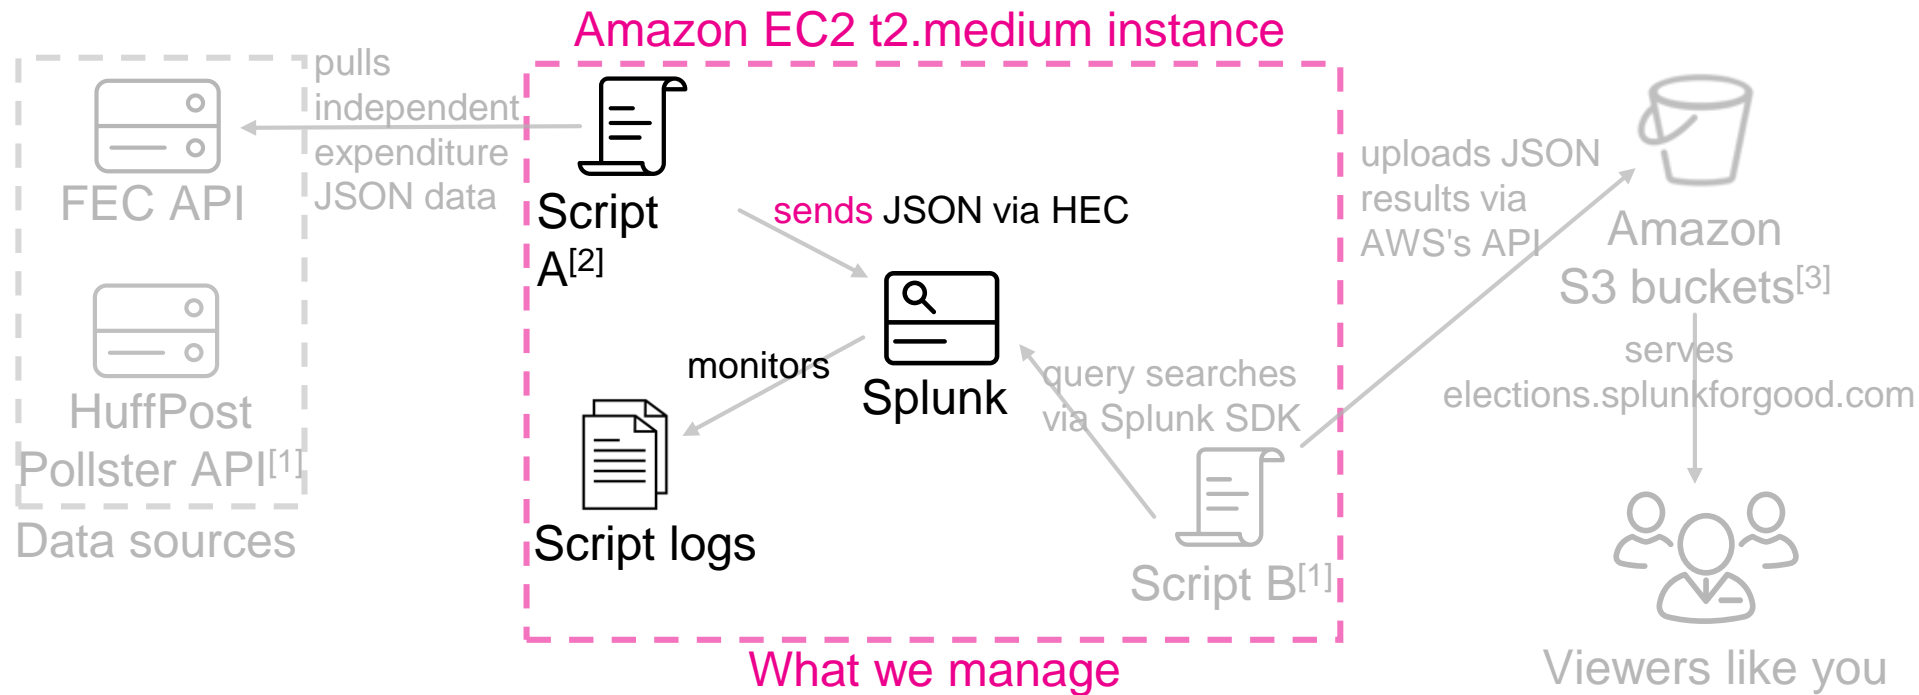 Amazon EC2 t2.medium instance
pulls
independent
expenditure
JSON data
FEC API
HuffPost
Pollster API[1]
Data sources
Script
A[2]
sends JSON via HEC
monitors
Splunk
Script logs
query searches
via Splunk SDK
Script B[1]
What we manage
uploads JSON
results via
AWS's API
Amazon
S3 buckets[3]
serves
elections.splunkforgood.com
Viewers like you